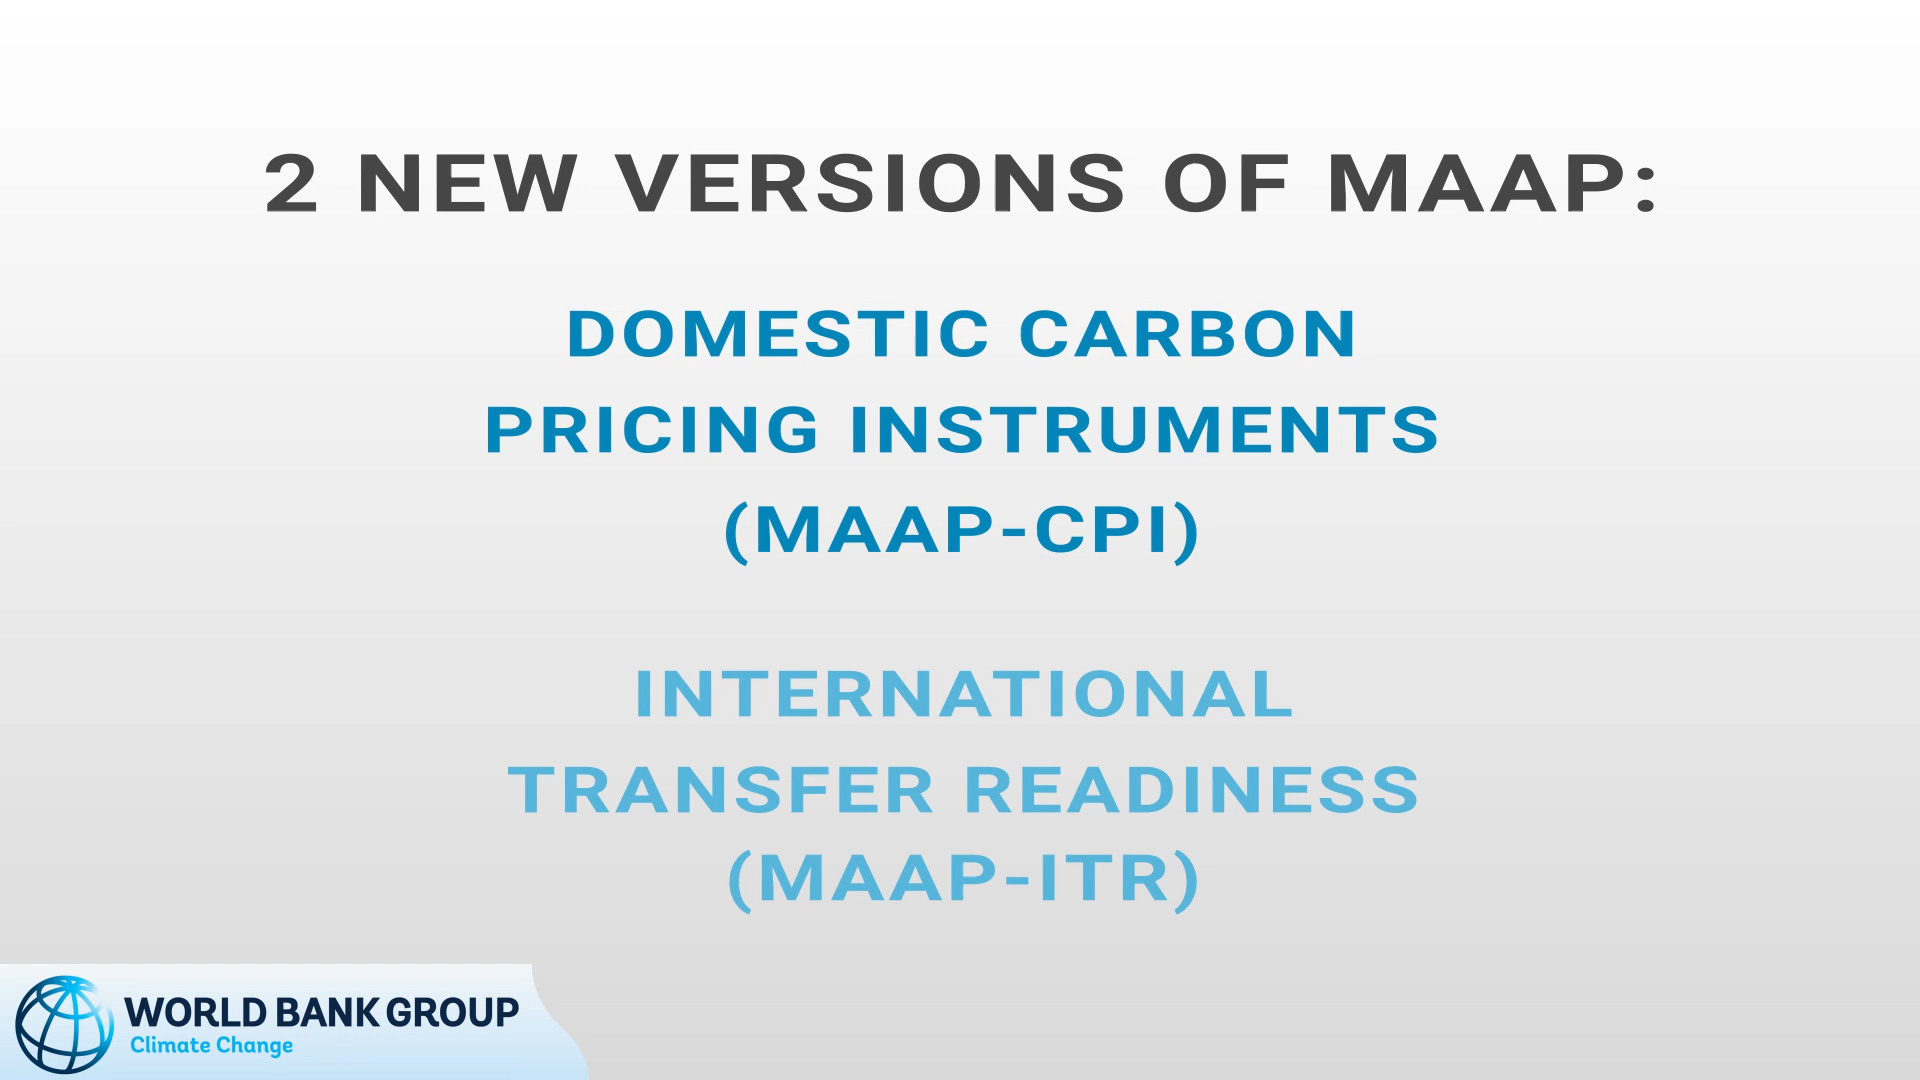 2 NEW VERSIONS OF MAAP:
DOMESTIC CARBON
PRICING INSTRUMENTS
(MAAP-CPI)
INTERNATIONAL
TRANSFER READINESS
(MAAP-ITR)
WORLD BANK GROUP
Climate Change